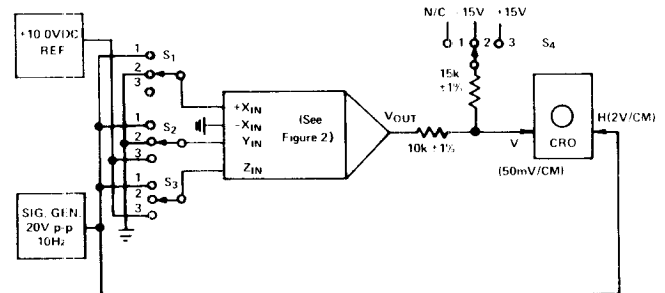 +10.0VDC
REF
N/C -15V +15V
1 2 3 S4
1 S1
2
3
15k
±1%
+XIN
-XIN
YIN
ZIN
(See
Figure 2)
VOUT
10k ±1%
V
CRO
H(2V/CM)
(50mV/CM)
1
S2
2
3
1
S3
2
3
SIG. GEN.
20V p-p
10Hz